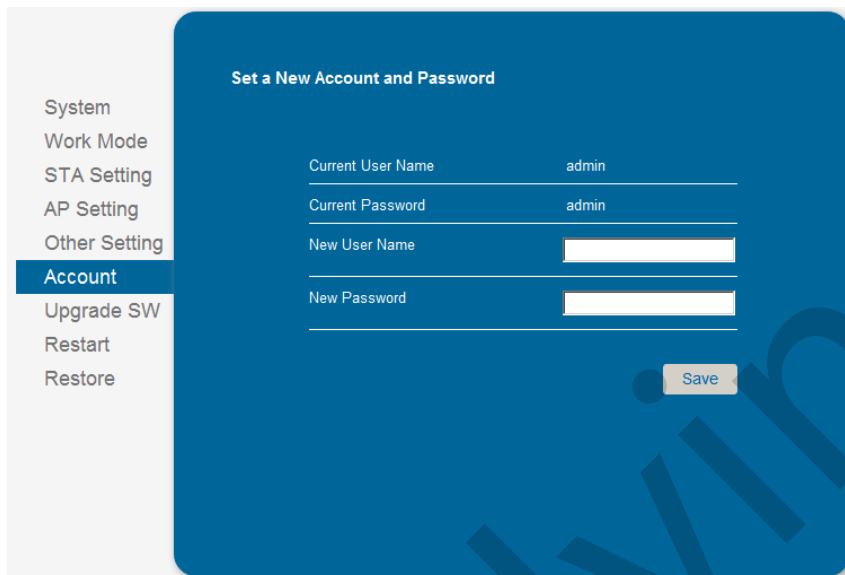 Set a New Account and Password
System
Work Mode
STA Setting
AP Setting
Other Setting
Account
Upgrade SW
Restart
Restore
Current User Name admin
Current Password admin
New User Name
New Password
Save